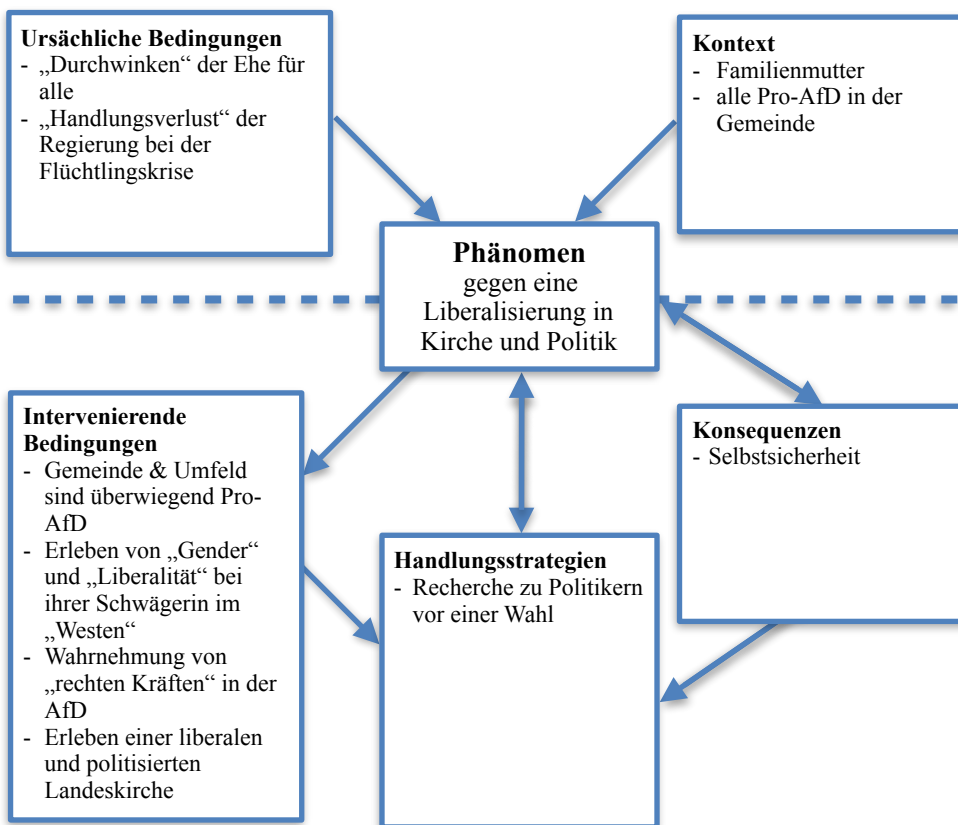 Ursächliche Bedingungen
- „Durchwinken“ der Ehe für
alle
- „Handlungsverlust“ der
Regierung bei der
Flüchtlingskrise
Kontext
- Familienmutter
- alle Pro-AfD in der
Gemeinde
Phänomen
gegen eine
Liberalisierung in
Kirche und Politik
Intervenierende
Bedingungen
- Gemeinde & Umfeld
sind überwiegend Pro-
AfD
- Erleben von „Gender“
und „Liberalität“ bei
ihrer Schwägerin im
„Westen“
- Wahrnehmung von
„rechten Kräften“ in der
AfD
- Erleben einer liberalen
und politisierten
Landeskirche
Handlungsstrategien
- Recherche zu Politikern
vor einer Wahl
Konsequenzen
- Selbstsicherheit